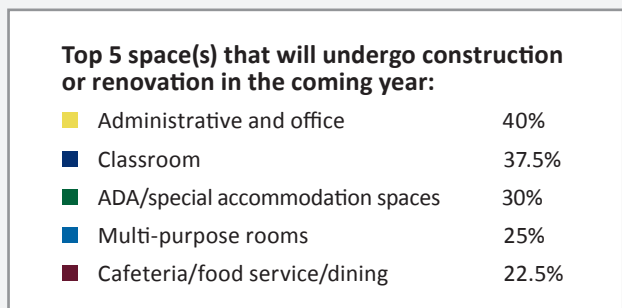 Top 5 space(s) that will undergo construction
or renovation in the coming year:
Administrative and office 40%
Classroom 37.5%
ADA/special accommodation spaces 30%
Multi-purpose rooms 25%
Cafeteria/food service/dining 22.5%